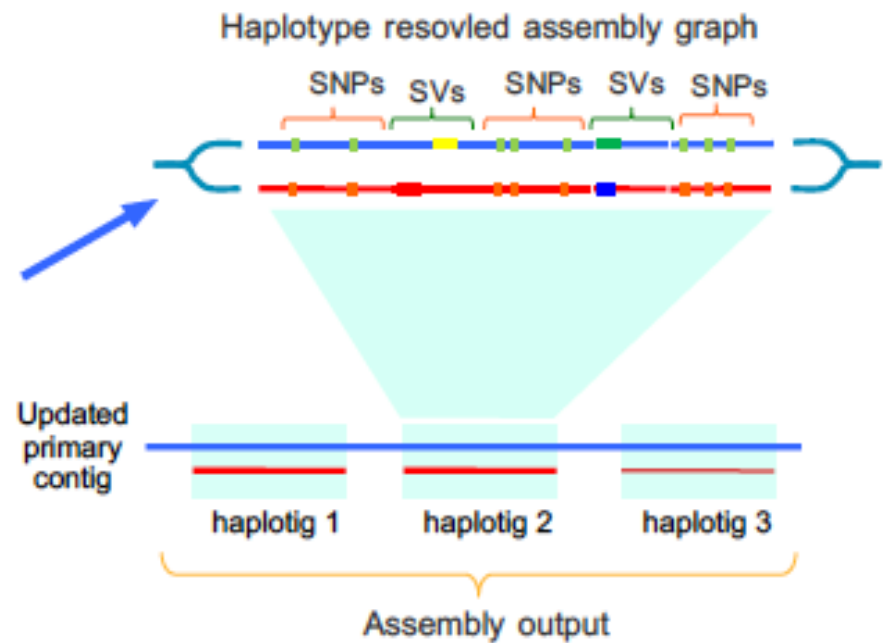 Haplotype resovled assembly graph
SNPs SVs SNPs SVs SNPs
Updated
primary
contig
haplotig 1 haplotig 2 haplotig 3
Assembly output